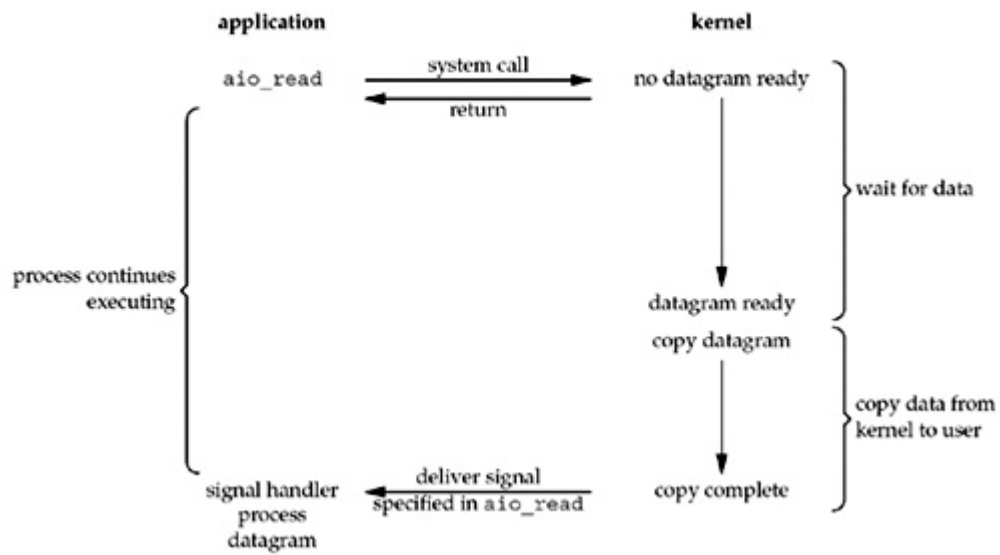 application
kernel
aio_read
system call
no datagram ready
return
wait for data
process continues
executing
datagram ready
copy datagram
copy data from
kernel to user
signal handler
process
datagram
deliver signal
specified in aio_read
copy complete